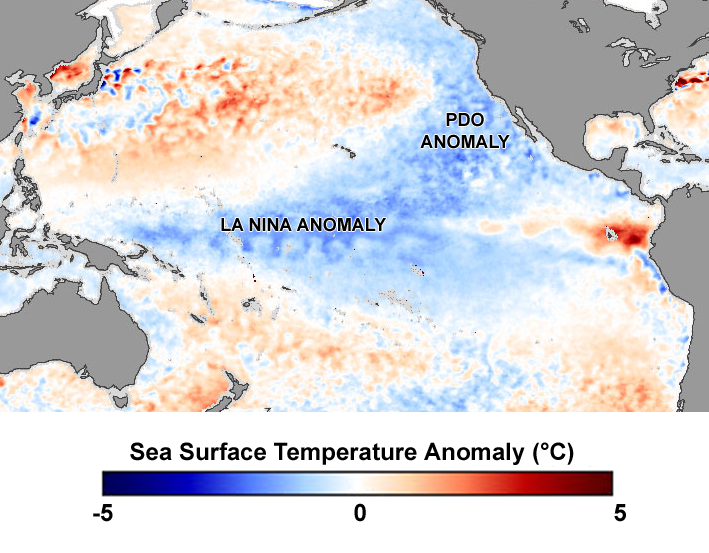 PDO
ANOMALY
LA NINA ANOMALY
Sea Surface Temperature Anomaly (°C)
-5 0 5